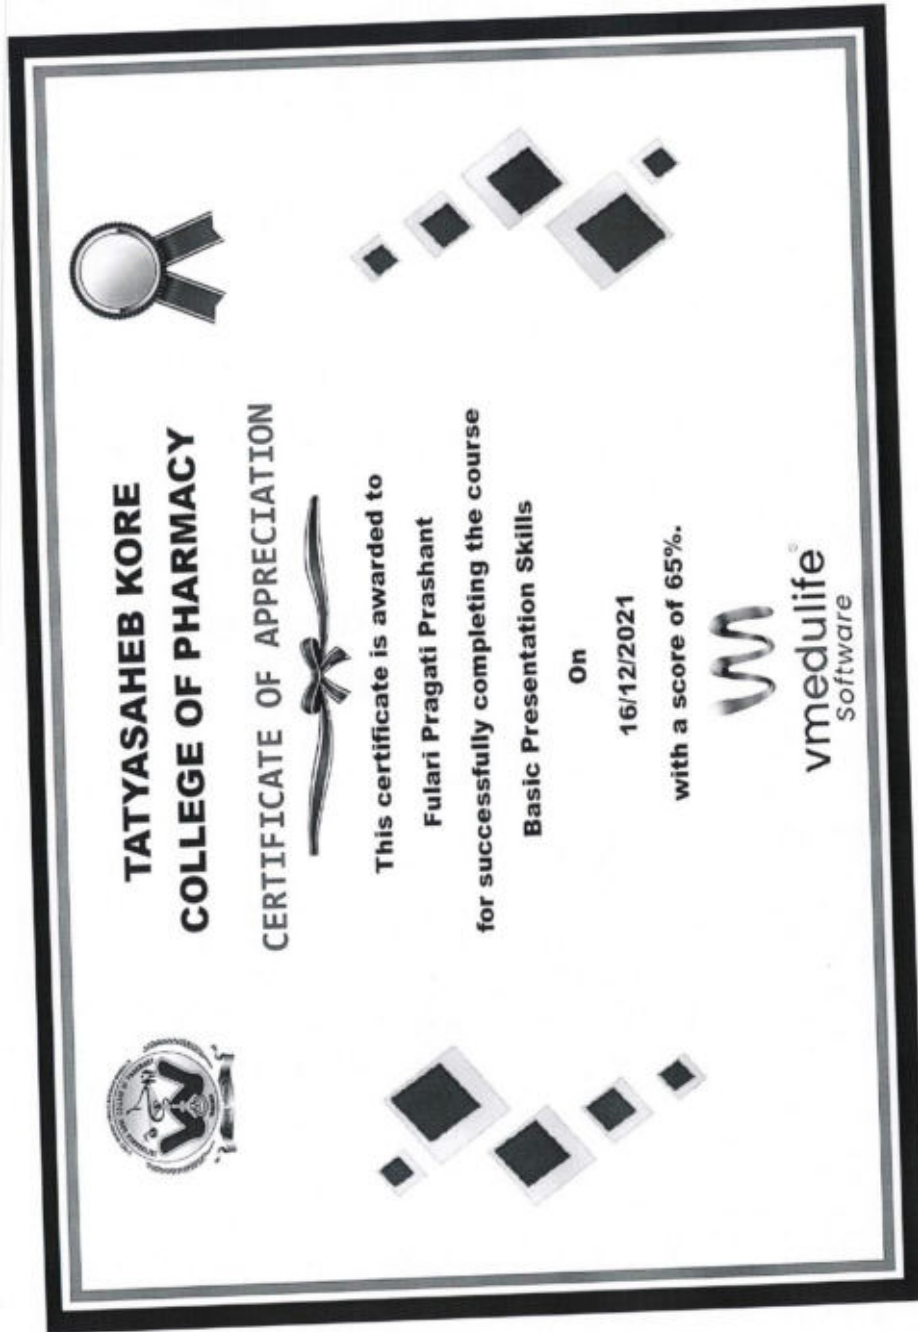 TATYASAHEB KORE
COLLEGE OF PHARMACY
CERTIFICATE OF APPRECIATION
This certificate is awarded to
Fulari Pragati Prashant
for successfully completing the course
Basic Presentation Skills
On
16/12/2021
with a score of 65%.
vmedulife®
Software